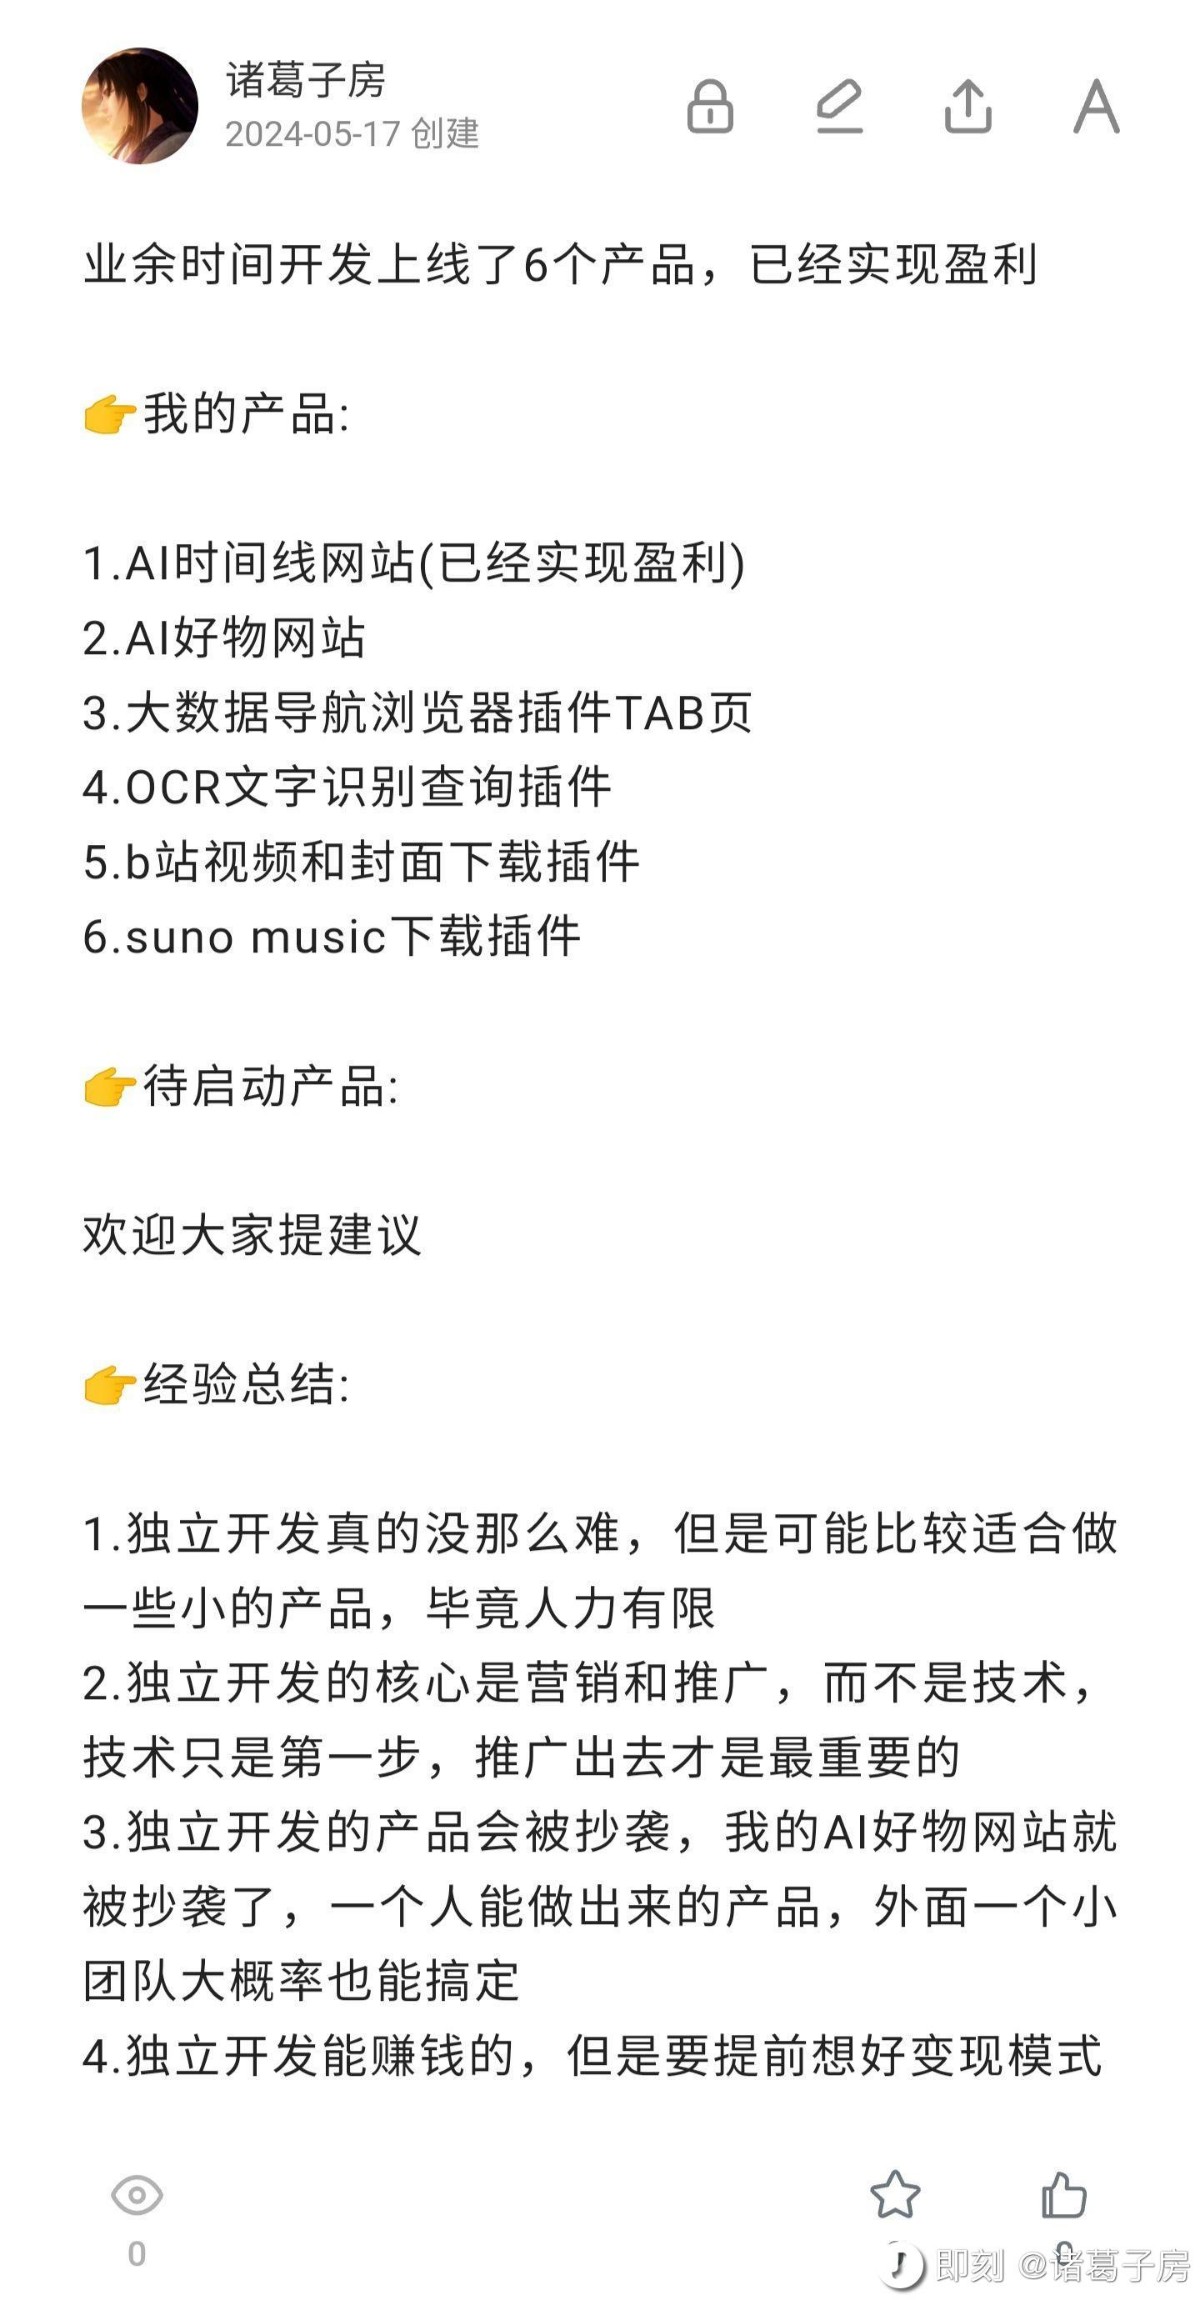 诸葛子房
2024-05-17 创建
业余时间开发上线了6个产品，已经实现盈利
👉我的产品:
1.AI时间线网站(已经实现盈利)
2.AI好物网站
3.大数据导航浏览器插件TAB页
4.OCR文字识别查询插件
5.b站视频和封面下载插件
6.suno music下载插件
👉待启动产品:
欢迎大家提建议
👉经验总结:
1.独立开发真的没那么难，但是可能比较适合做
一些小的产品，毕竟人力有限
2.独立开发的核心是营销和推广，而不是技术，
技术只是第一步，推广出去才是最重要的
3.独立开发的产品会被抄袭，我的AI好物网站就
被抄袭了，一个人能做出来的产品，外面一个小
团队大概率也能搞定
4.独立开发能赚钱的，但是要提前想好变现模式
0
0
即刻 @诸葛子房